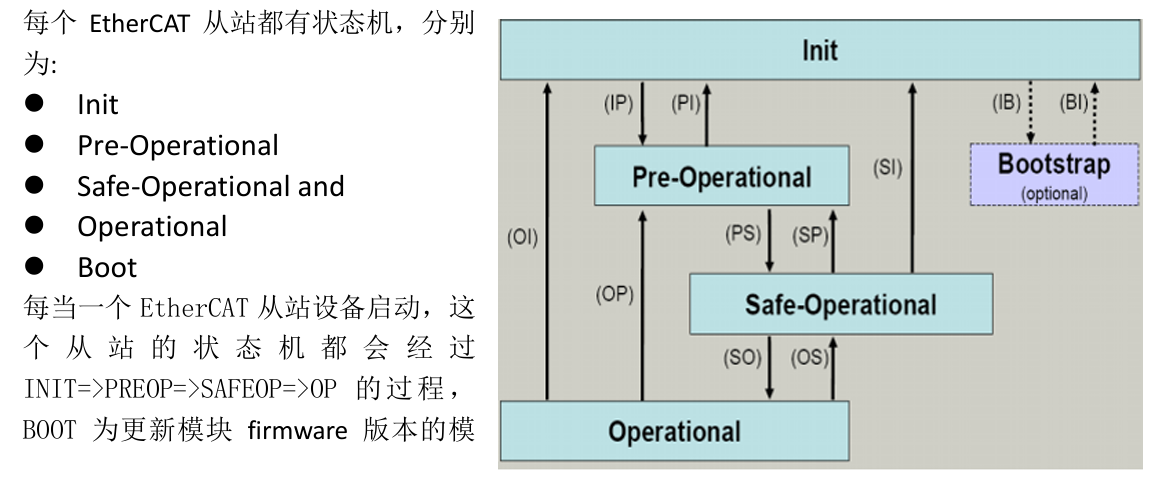 每个 EtherCAT 从站都有状态机，分别
为:
● Init
● Pre-Operational
● Safe-Operational and
● Operational
● Boot
每当一个 EtherCAT 从站设备启动，这
个从站的状态机都会经过
INIT=>PREOP=>SAFEOP=>OP 的过程，
BOOT 为更新模块 firmware 版本的模
Init
(IP)
(PI)
(IB)
(BI)
Pre-Operational
(SI)
Bootstrap
(optional)
(OI)
(PS)
(SP)
(OP)
Safe-Operational
(SO)
(OS)
Operational